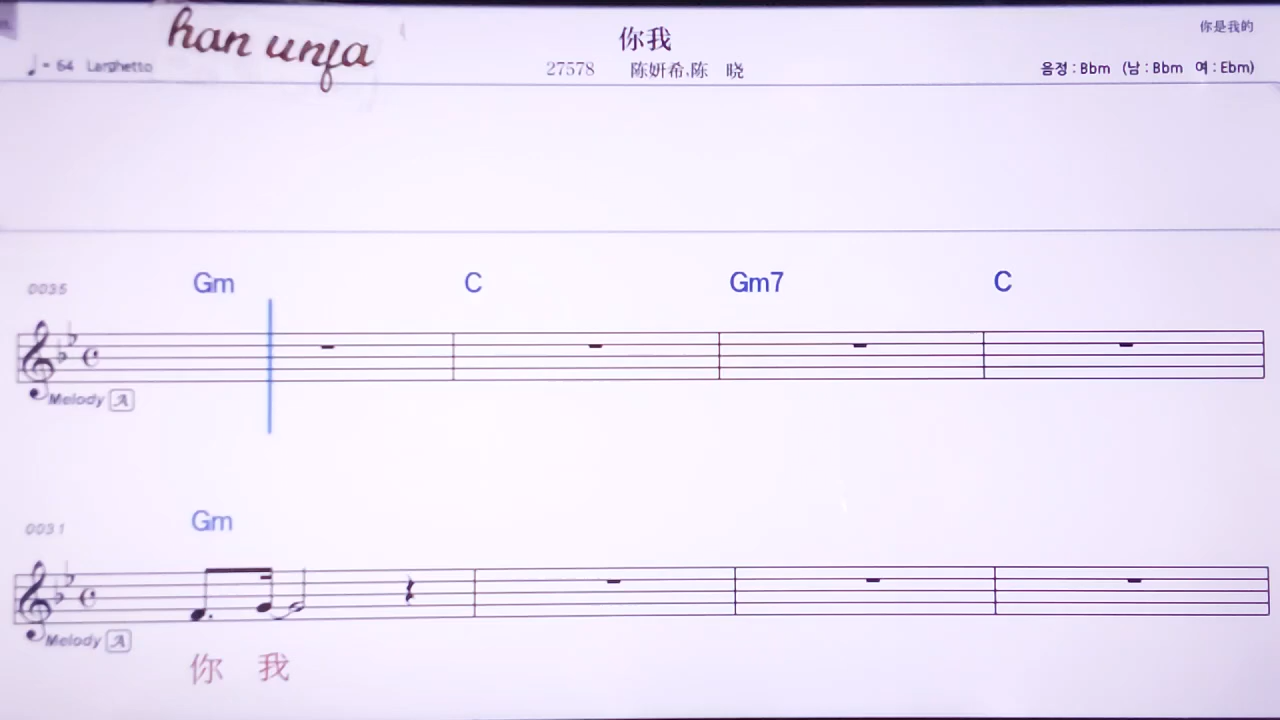 han unfa
你我
你是我的
♩= 64 Larghetto
27578 陈妍希.陈 晓
음정 : Bbm (남 : Bbm 여 : Ebm)
Gm C Gm7 C
0035
Melody A
Gm
0031
Melody A
你 我